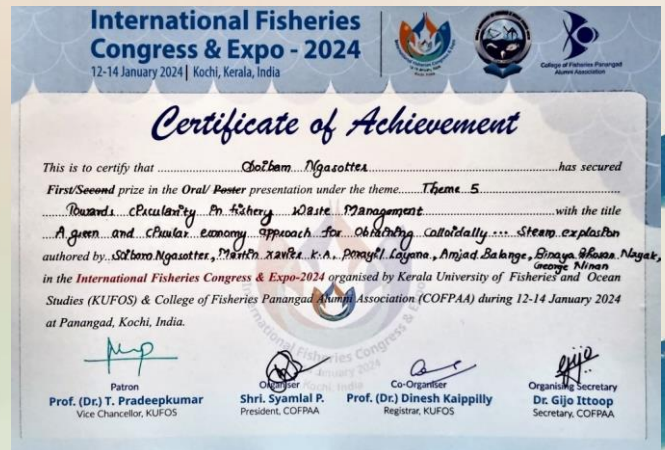 International Fisheries
Congress & Expo - 2024
12-14 January 2024 | Kochi, Kerala, India
College of Fisheries Panangad
Alumni Association
Certificate of Achievement
This is to certify that Soibam Ngasotter has secured
First/Second prize in the Oral/ Poster presentation under the theme Theme 5
Towards circularity in fishery Waste Management with the title
A green and circular economy approach for obtaining Colloidally ... Steam explosion
authored by Soibam Ngasotter, Martin Xavier K.A., Panayil Layana, Amjad Balange, Binaya Bhusan Nayak,
George Ninan
in the International Fisheries Congress & Expo-2024 organised by Kerala University of Fisheries and Ocean
Studies (KUFOS) & College of Fisheries Panangad Alumni Association (COFPAA) during 12-14 January 2024
at Panangad, Kochi, India.
Patron
Prof. (Dr.) T. Pradeepkumar
Vice Chancellor, KUFOS
Organiser
Shri. Syamlal P.
President, COFPAA
Co-Organiser
Prof. (Dr.) Dinesh Kaippilly
Registrar, KUFOS
Organising Secretary
Dr. Gijo Ittoop
Secretary, COFPAA